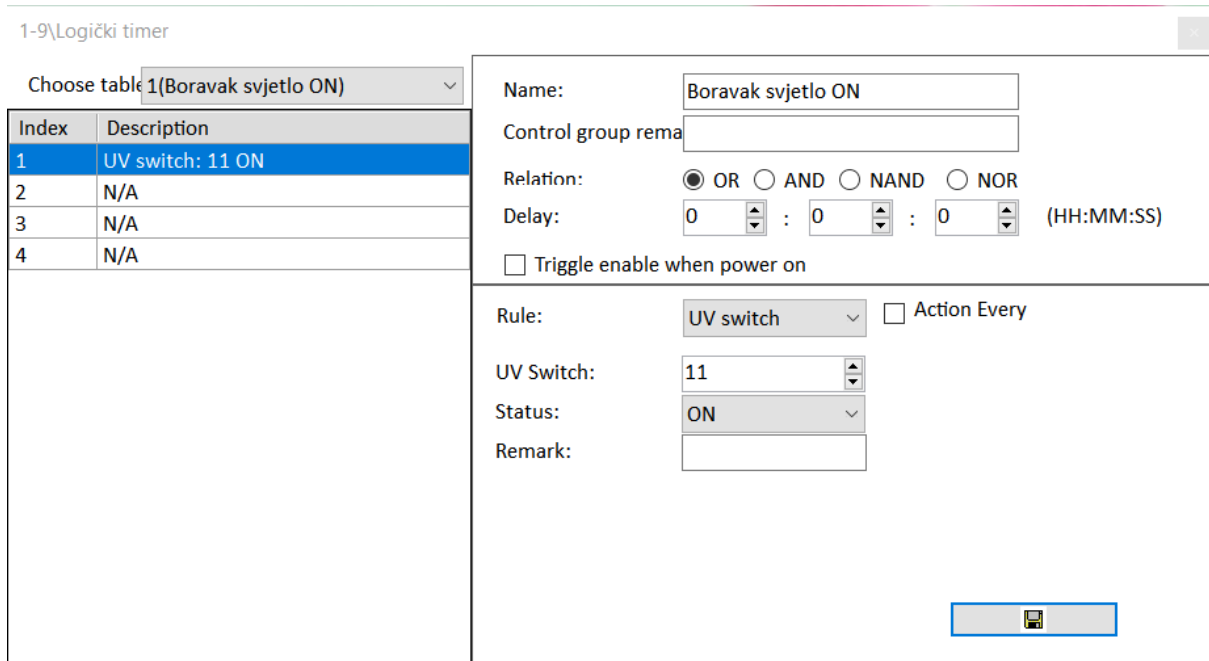 1-9\Logički timer
Choose table 1(Boravak svjetlo ON)
Index Description
1 UV switch: 11 ON
2 N/A
3 N/A
4 N/A
Name: Boravak svjetlo ON
Control group rema
Relation: OR AND NAND NOR
Delay: 0 : 0 : 0 (HH:MM:SS)
Triggle enable when power on
Rule: UV switch Action Every
UV Switch: 11
Status: ON
Remark: